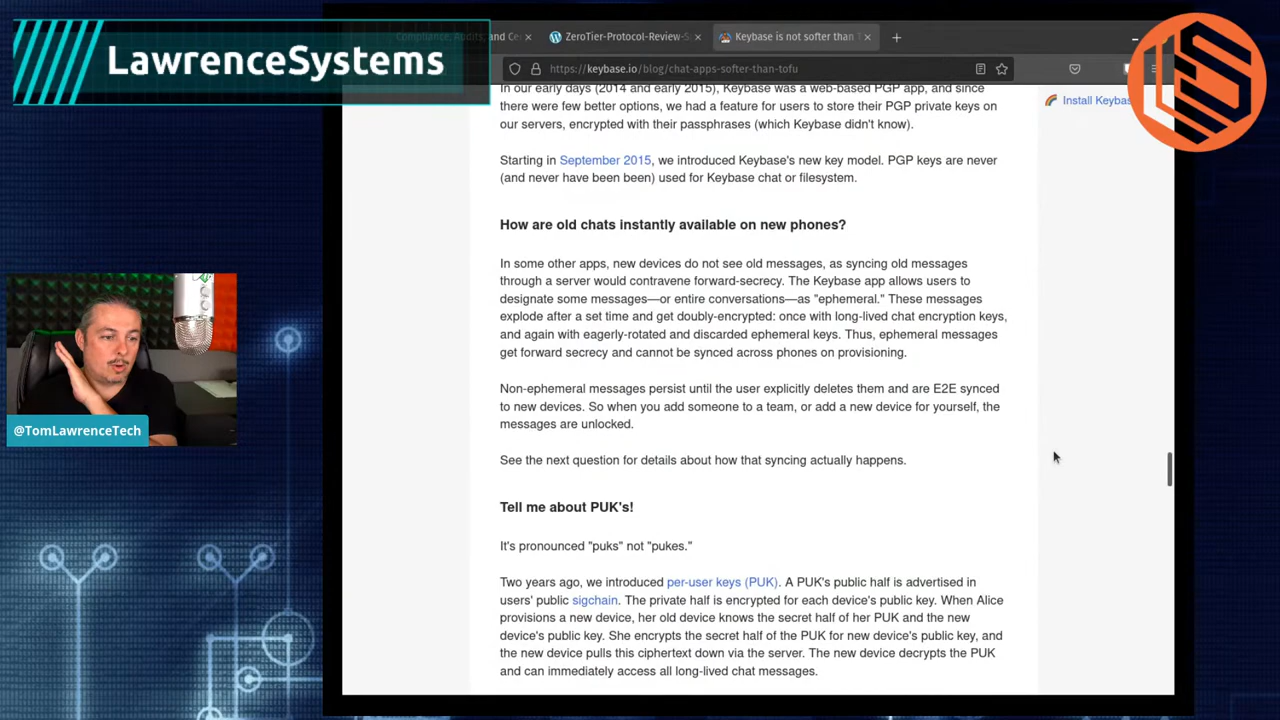 LawrenceSystems
Compliance, Audits, and Ce
ZeroTier-Protocol-Review-S
Keybase is not softer than
https://keybase.io/blog/chat-apps-softer-than-tofu
In our early days (2014 and early 2015), Keybase was a web-based PGP app, and since
there were few better options, we had a feature for users to store their PGP private keys on
our servers, encrypted with their passphrases (which Keybase didn't know).
Install Keybas
Starting in September 2015, we introduced Keybase's new key model. PGP keys are never
(and never have been been) used for Keybase chat or filesystem.
How are old chats instantly available on new phones?
In some other apps, new devices do not see old messages, as syncing old messages
through a server would contravene forward-secrecy. The Keybase app allows users to
designate some messages—or entire conversations—as "ephemeral." These messages
explode after a set time and get doubly-encrypted: once with long-lived chat encryption keys,
and again with eagerly-rotated and discarded ephemeral keys. Thus, ephemeral messages
get forward secrecy and cannot be synced across phones on provisioning.
Non-ephemeral messages persist until the user explicitly deletes them and are E2E synced
to new devices. So when you add someone to a team, or add a new device for yourself, the
messages are unlocked.
See the next question for details about how that syncing actually happens.
Tell me about PUK's!
It's pronounced "puks" not "pukes."
Two years ago, we introduced per-user keys (PUK). A PUK's public half is advertised in
users' public sigchain. The private half is encrypted for each device's public key. When Alice
provisions a new device, her old device knows the secret half of her PUK and the new
device's public key. She encrypts the secret half of the PUK for new device's public key, and
the new device pulls this ciphertext down via the server. The new device decrypts the PUK
and can immediately access all long-lived chat messages.
@TomLawrenceTech